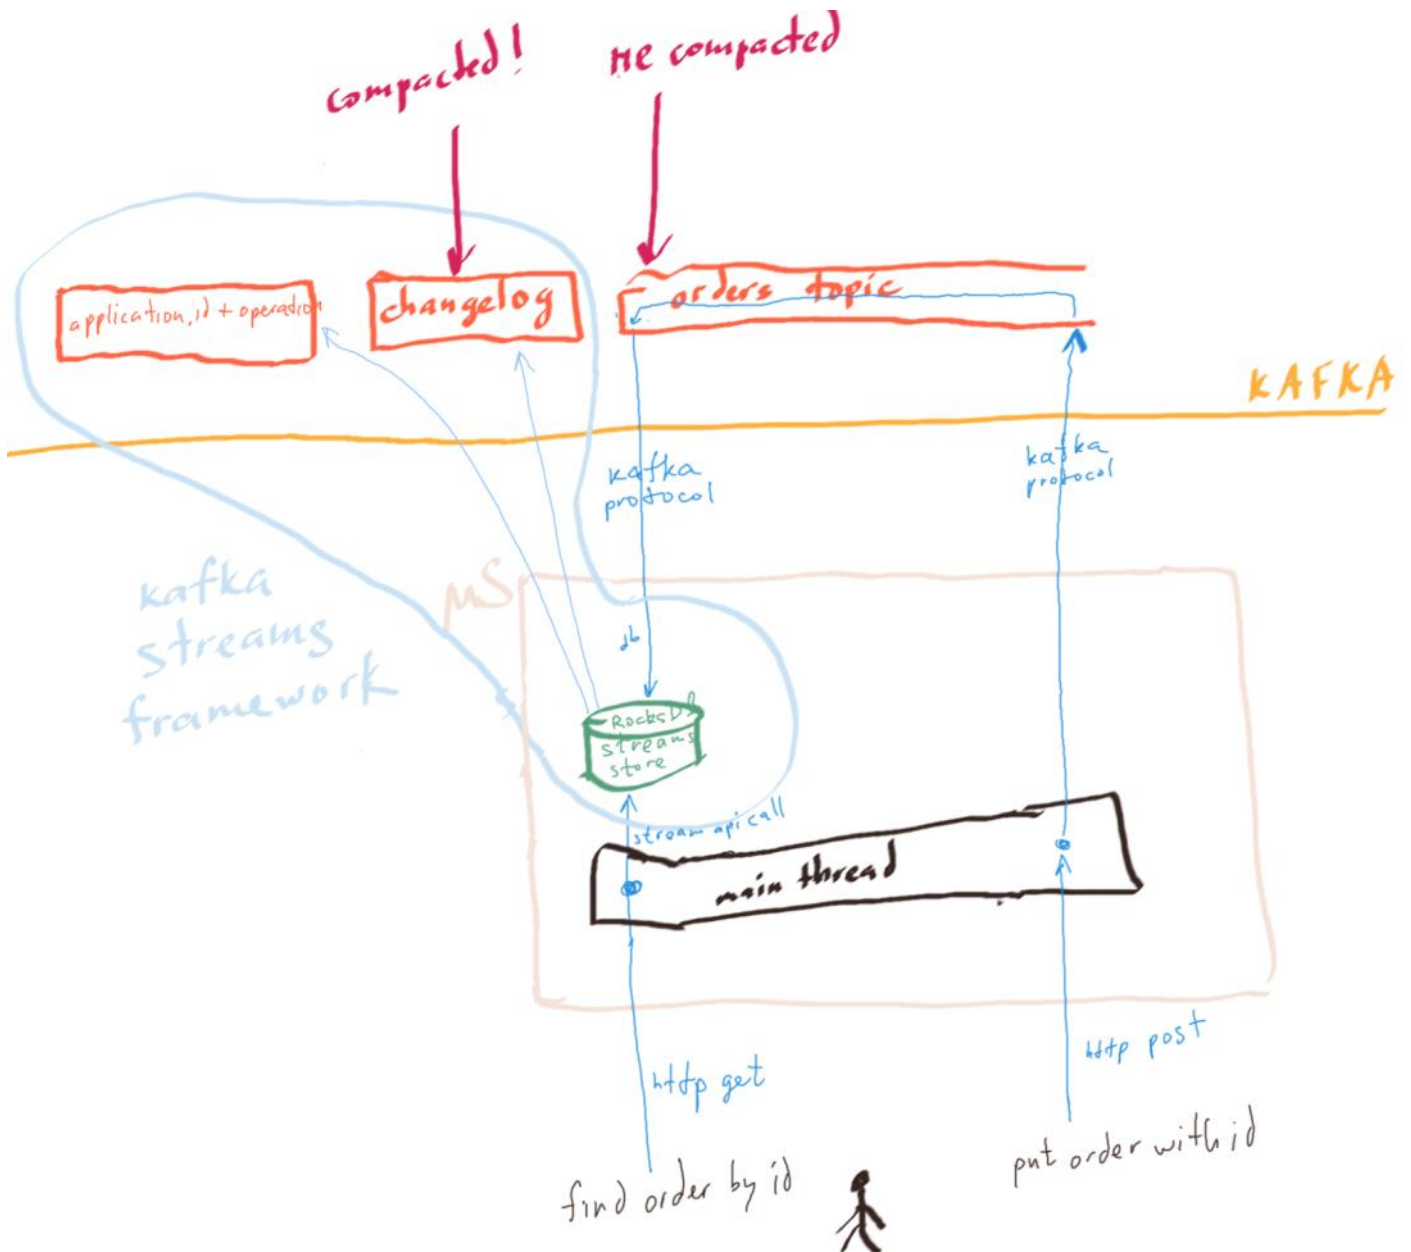 compacted!
не compacted
application.id + operation
changelog
orders topic
KAFKA
kafka
protocol
kafka
protocol
kafka
streams
framework
μS
db
RocksDB
streams
store
stream api call
main thread
http get
http post
find order by id
put order with id